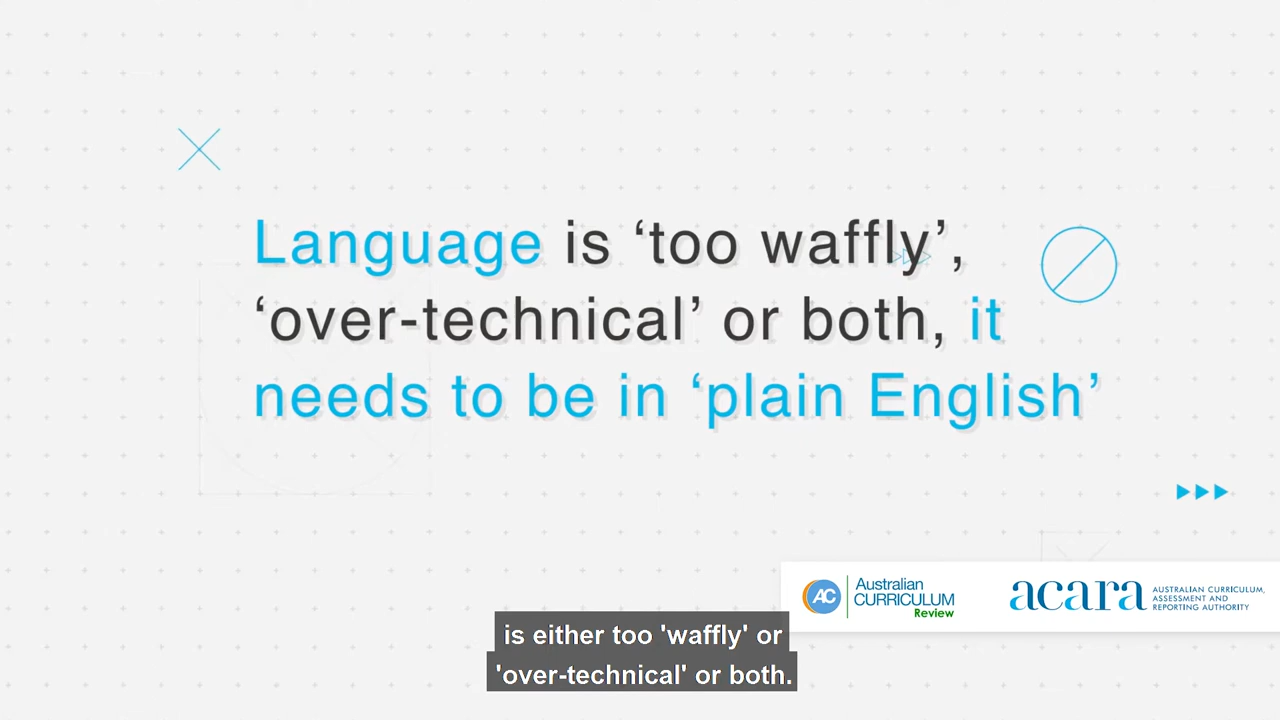 Language is ‘too waffly’,
‘over-technical’ or both, it
needs to be in ‘plain English’
AC
Australian
CURRICULUM
Review
acara
AUSTRALIAN CURRICULUM,
ASSESSMENT AND
REPORTING AUTHORITY
is either too 'waffly' or
'over-technical' or both.